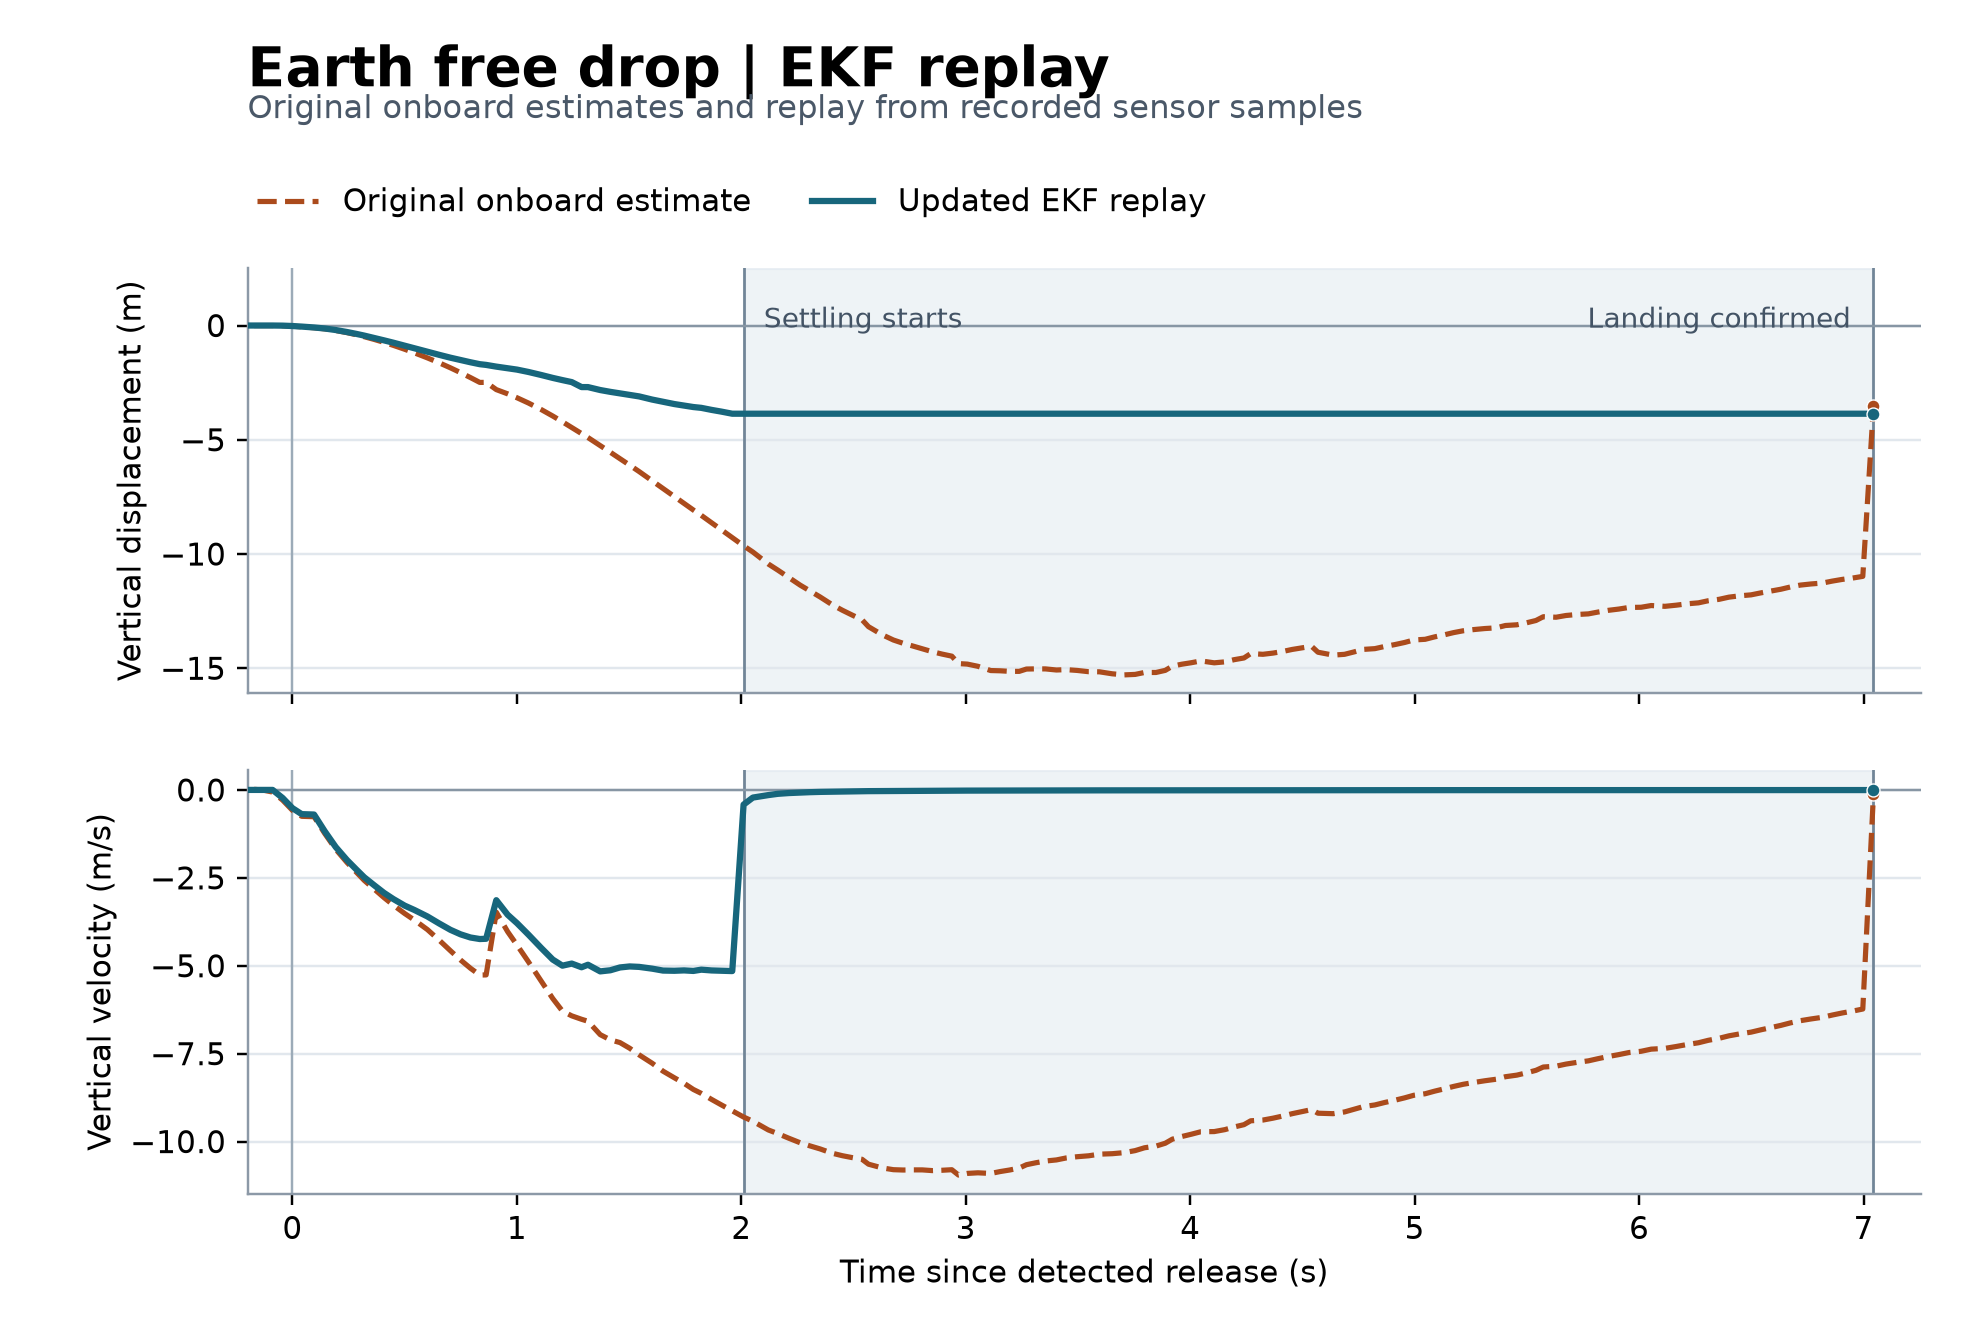 Earth free drop | EKF replay
Original onboard estimates and replay from recorded sensor samples
Original onboard estimate
Updated EKF replay
Vertical displacement (m)
0
−5
−10
−15
Settling starts
Landing confirmed
Vertical velocity (m/s)
0.0
−2.5
−5.0
−7.5
−10.0
0 1 2 3 4 5 6 7
Time since detected release (s)